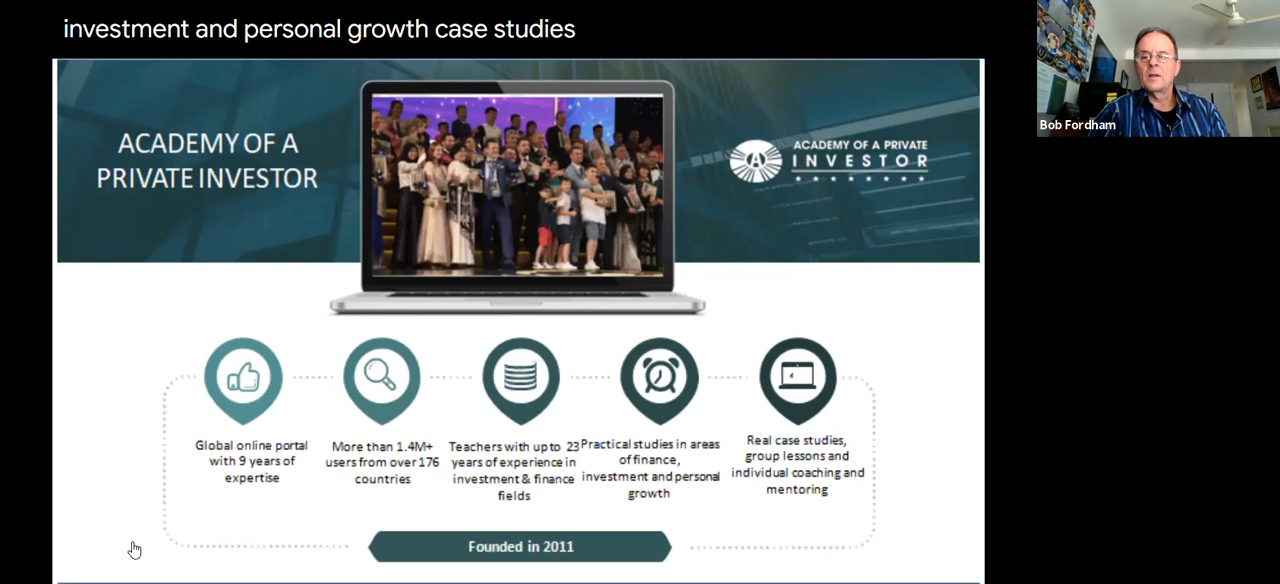 investment and personal growth case studies
Bob Fordham
ACADEMY OF A
PRIVATE INVESTOR
ACADEMY OF A PRIVATE
INVESTOR
A
Global online portal
with 9 years of
expertise
More than 1.4M+
users from over 176
countries
Teachers with up to 23
years of experience in
investment & finance
fields
Practical studies in areas
of finance,
investment and personal
growth
Real case studies,
group lessons and
individual coaching and
mentoring
Founded in 2011